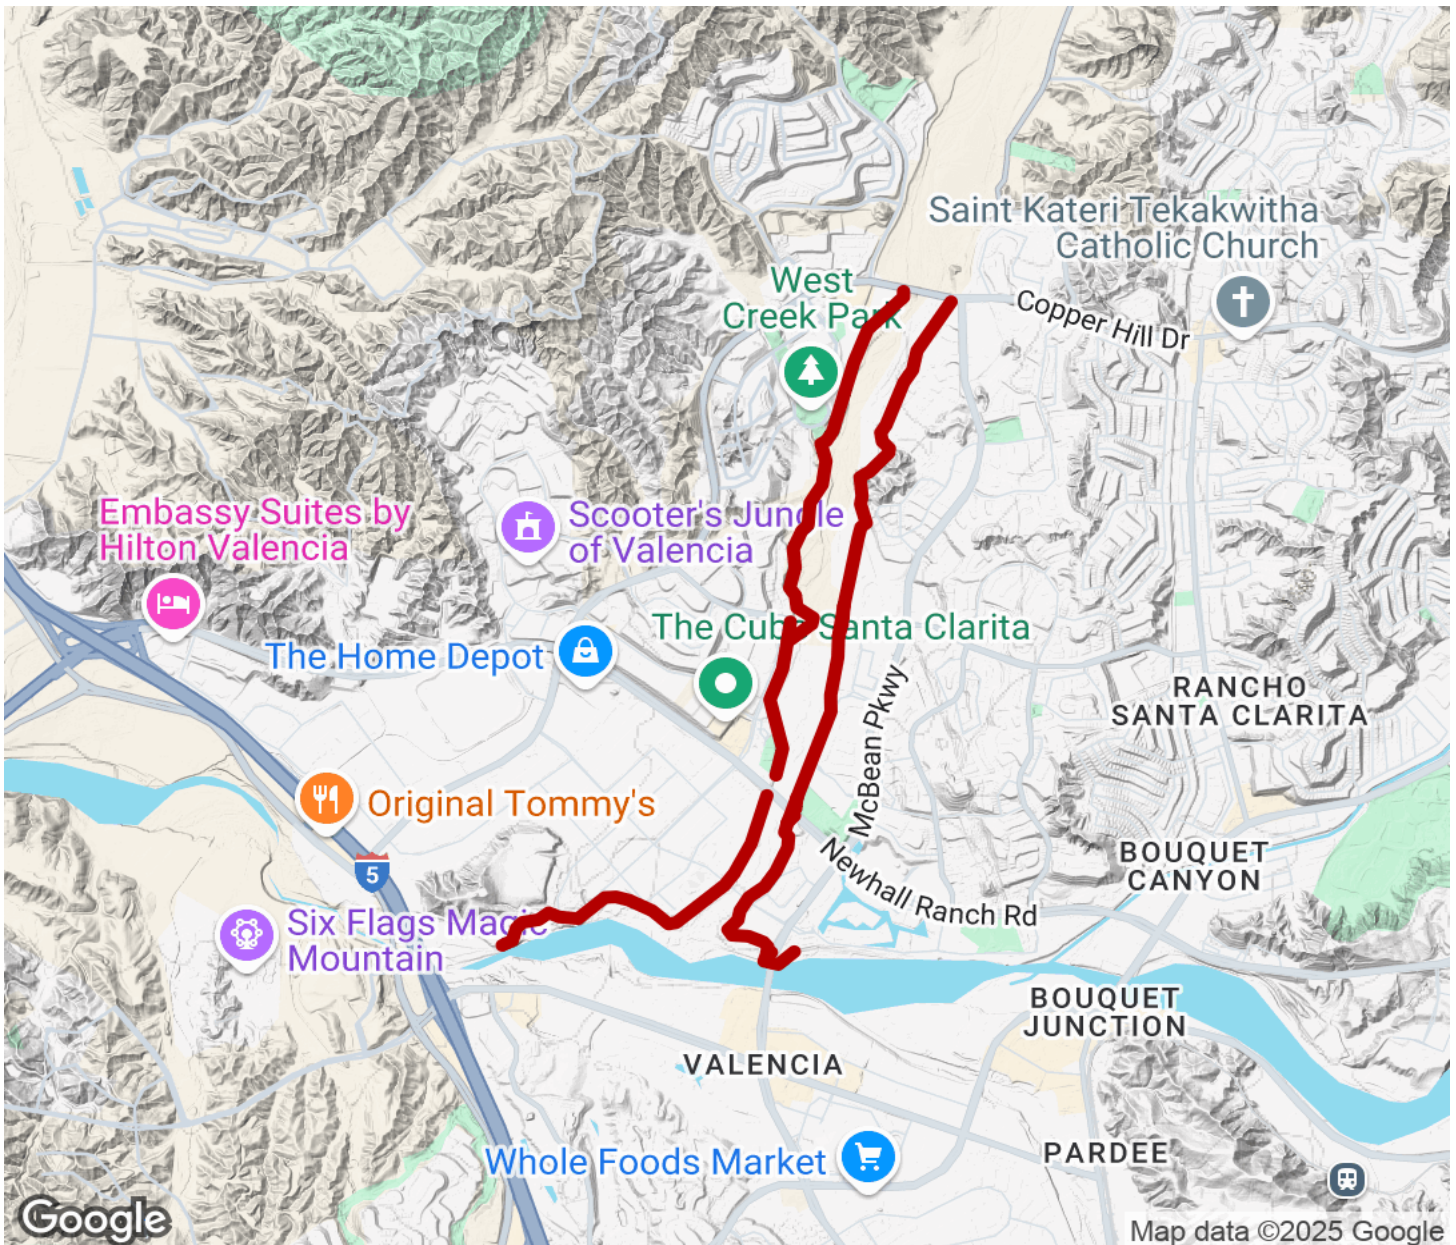 Saint Kateri Tekakwitha
Catholic Church
West
Creek Park
Copper Hill Dr
Embassy Suites by
Hilton Valencia
Scooter's Jungle
of Valencia
The Home Depot
The Cube Santa Clarita
RANCHO
SANTA CLARITA
McBean Pkwy
Original Tommy's
5
Newhall Ranch Rd
BOUQUET
CANYON
Six Flags Magic
Mountain
BOUQUET
JUNCTION
VALENCIA
Whole Foods Market
PARDEE
Google
Map data ©2025 Google